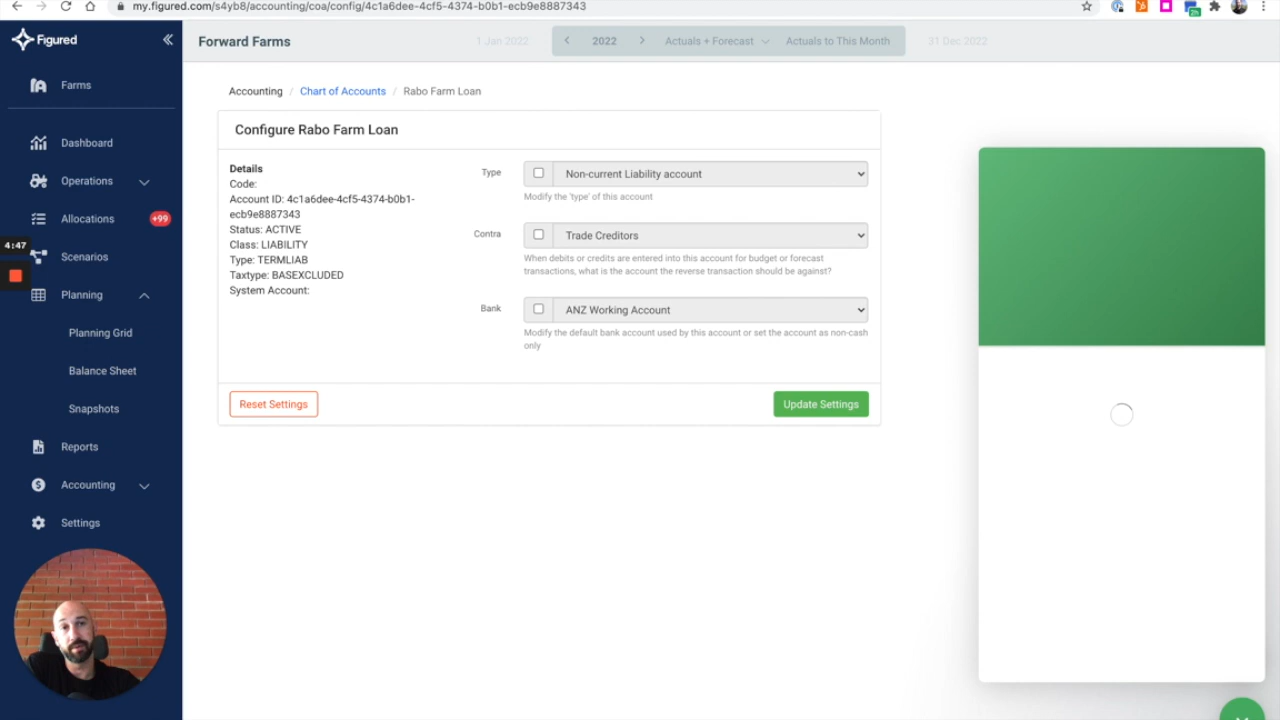 my.figured.com/s4yb8/accounting/coa/config/4c1a6dee-4cf5-4374-b0b1-ecb9e8887343
2h
Figured
Forward Farms
1 Jan 2022
2022
Actuals + Forecast
Actuals to This Month
31 Dec 2022
Farms
Dashboard
Operations
Allocations
+99
4:47
Scenarios
Planning
Planning Grid
Balance Sheet
Snapshots
Reports
Accounting
Settings
Accounting / Chart of Accounts / Rabo Farm Loan
Configure Rabo Farm Loan
Details
Code:
Account ID: 4c1a6dee-4cf5-4374-b0b1-
ecb9e8887343
Status: ACTIVE
Class: LIABILITY
Type: TERMLIAB
Taxtype: BASEXCLUDED
System Account:
Type
Non-current Liability account
Modify the 'type' of this account
Contra
Trade Creditors
When debits or credits are entered into this account for budget or forecast
transactions, what is the account the reverse transaction should be against?
Bank
ANZ Working Account
Modify the default bank account used by this account or set the account as non-cash
only
Reset Settings
Update Settings